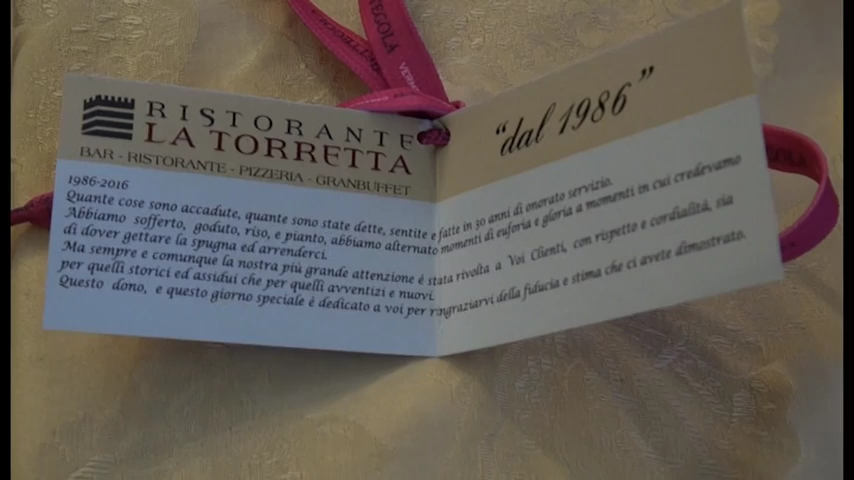 RISTORANTE
LA TORRETTA
BAR - RISTORANTE - PIZZERIA - GRANBUFFET
"dal 1986"
1986-2016
Quante cose sono accadute, quante sono state dette, sentite e fatte in 30 anni di onorato servizio.
Abbiamo sofferto, goduto, riso, e pianto, abbiamo alternato momenti di euforia e gloria a momenti in cui credevamo
di dover gettare la spugna ed arrenderci.
Ma sempre e comunque la nostra più grande attenzione é stata rivolta a Voi Clienti, con rispetto e cordialità, sia
per quelli storici ed assidui che per quelli avventizi e nuovi.
Questo dono, e questo giorno speciale é dedicato a voi per ringraziarvi della fiducia e stima che ci avete dimostrato.